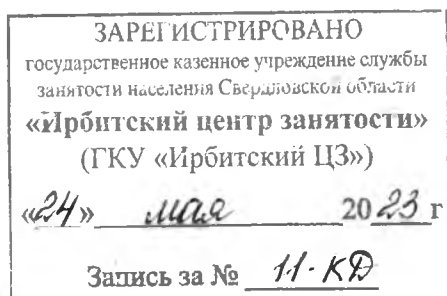 ЗАРЕГИСТРИРОВАНО
государственное казенное учреждение службы
занятости населения Свердловской области
«Ирбитский центр занятости»
(ГКУ «Ирбитский ЦЗ»)
«24» мая 2023 г
Запись за № 11-КД